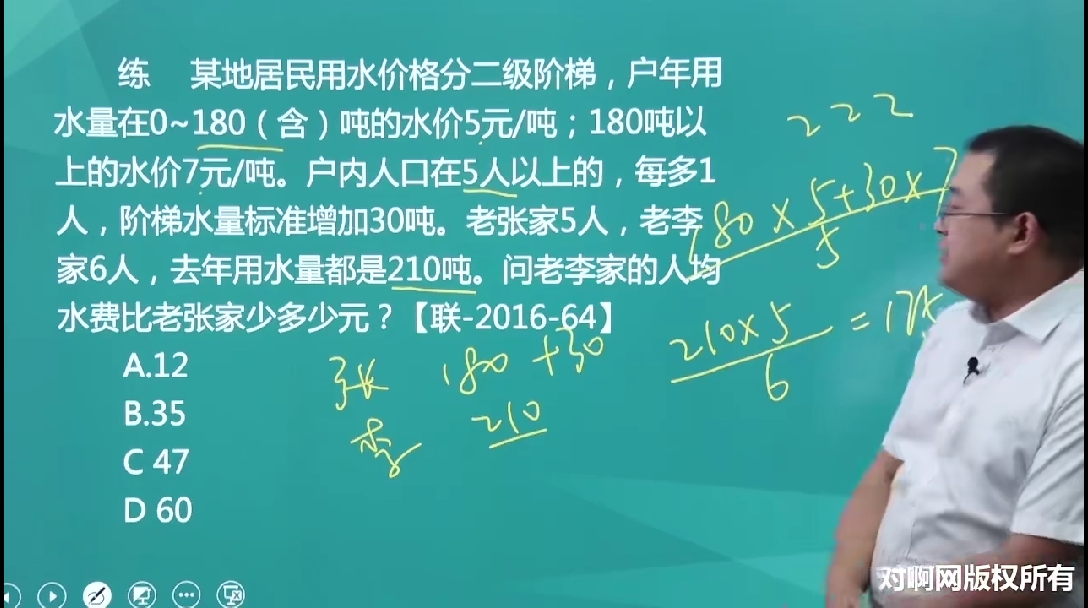 练 某地居民用水价格分二级阶梯，户年用
水量在0~180（含）吨的水价5元/吨；180吨以
上的水价7元/吨。户内人口在5人以上的，每多1
人，阶梯水量标准增加30吨。老张家5人，老李
家6人，去年用水量都是210吨。问老李家的人均
水费比老张家少多少元？【联-2016-64】
A.12
B.35
C 47
D 60
222
180×5+30×7
5
210×5 =175
6
张 180 +30
李 210
对啊网版权所有